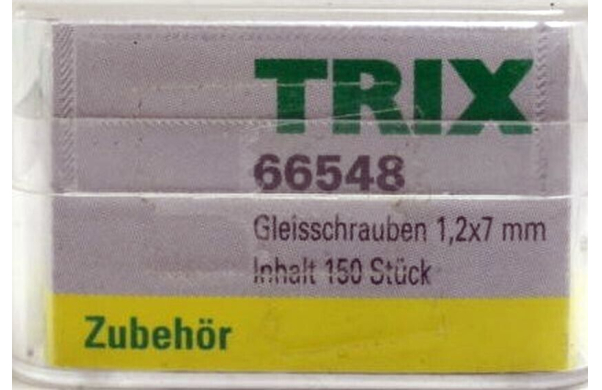 TRIX
66548
Gleisschrauben 1,2x7 mm
Inhalt 150 Stück
Zubehör